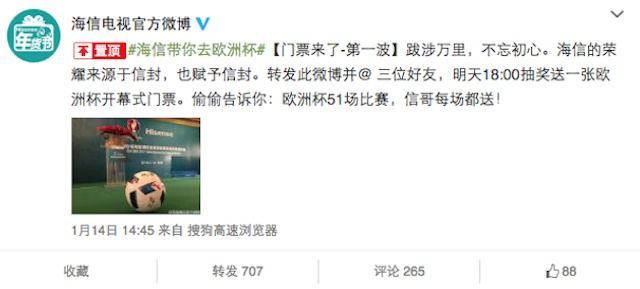 海信电视官方微博
年货节
置顶 #海信带你去欧洲杯#【门票来了-第一波】跋涉万里，不忘初心。海信的荣
耀来源于信封，也赋予信封。转发此微博并@ 三位好友，明天18:00抽奖送一张欧
洲杯开幕式门票。偷偷告诉你：欧洲杯51场比赛，信哥每场都送！
Hisense
1月14日 14:45 来自 搜狗高速浏览器
收藏 转发 707 评论 265 88